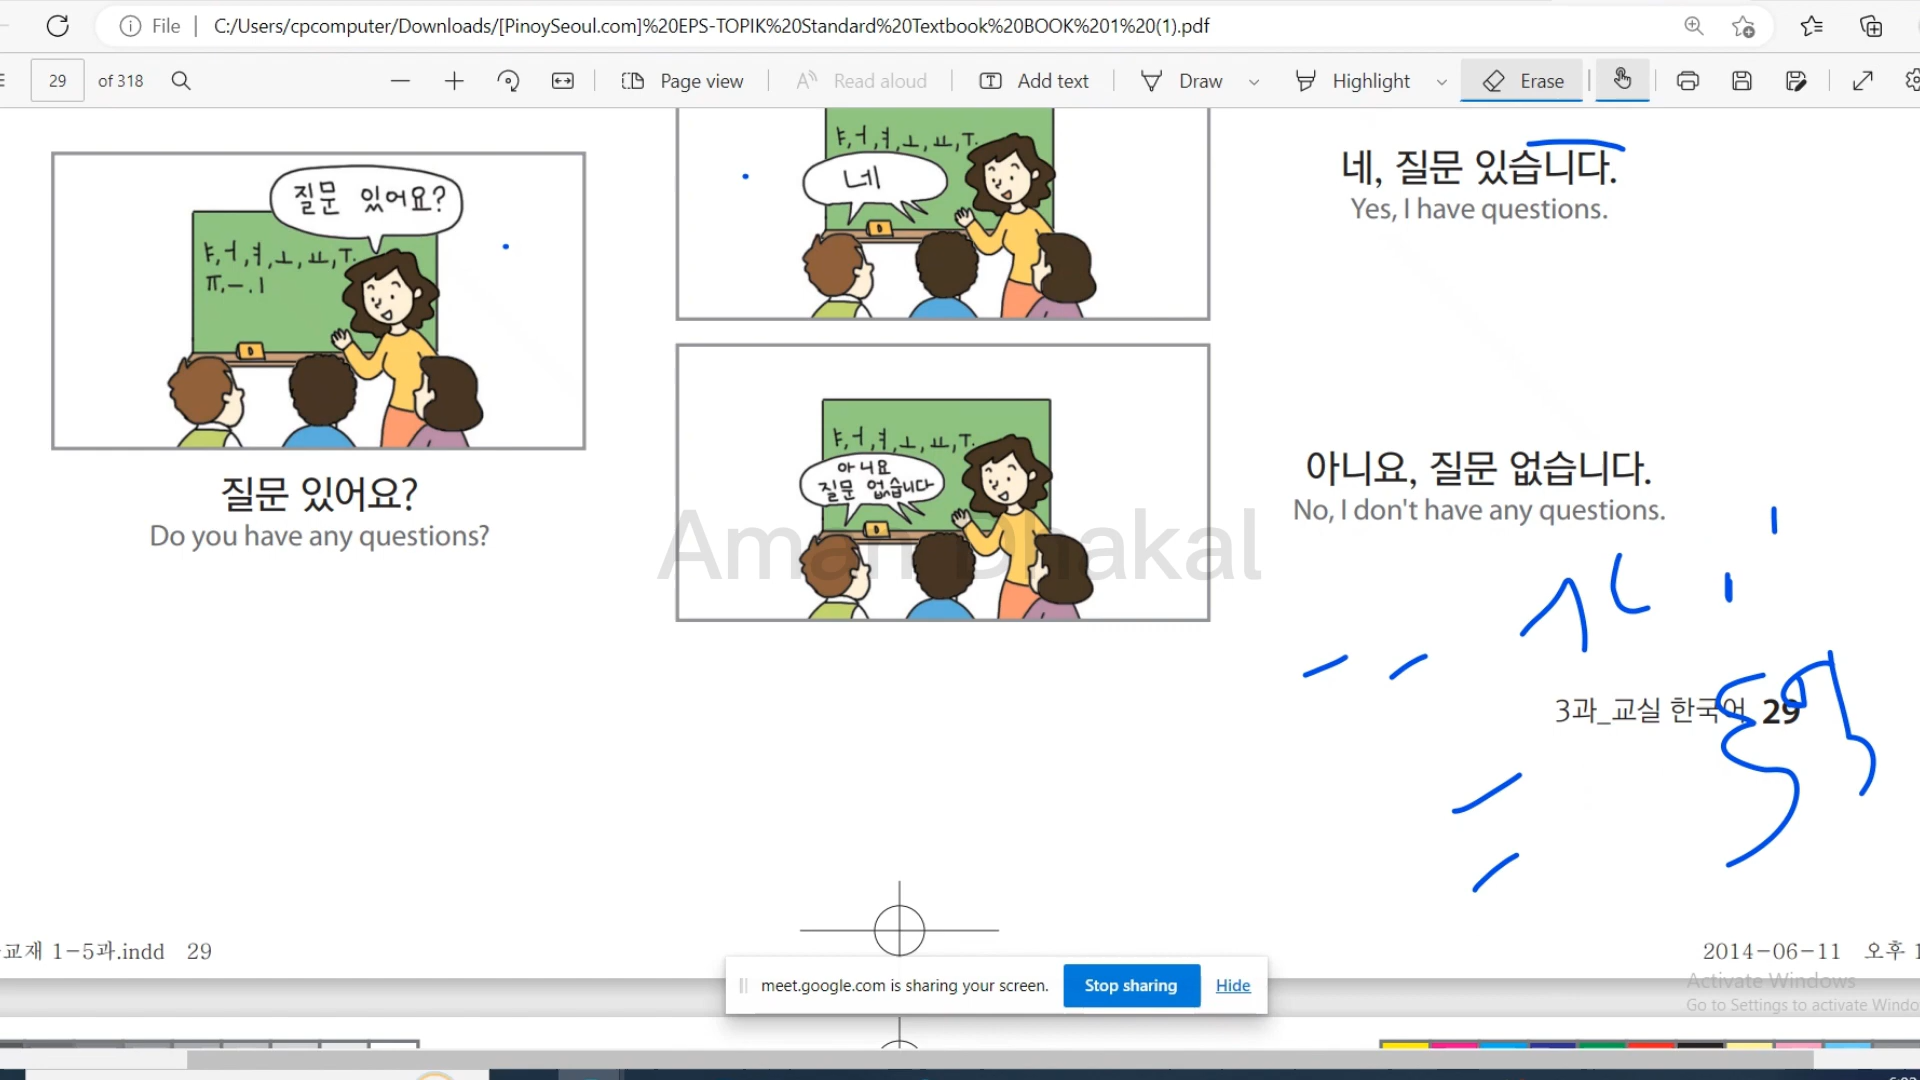 File
C:/Users/cpcomputer/Downloads/[PinoySeoul.com]%20EPS-TOPIK%20Standard%20Textbook%20BOOK%201%20(1).pdf
29 of 318
Page view
Read aloud
Add text
Draw
Highlight
Erase
질문 있어요?
ㅑ,ㅓ,ㅕ,ㅗ,ㅛ,ㅜ.
ㅠ,ㅡ.ㅣ
질문 있어요?
Do you have any questions?
ㅑ,ㅓ,ㅕ,ㅗ,ㅛ,ㅜ.
네
네, 질문 있습니다.
Yes, I have questions.
ㅑ,ㅓ,ㅕ,ㅗ,ㅛ,ㅜ.
아니요
질문 없습니다
아니요, 질문 없습니다.
No, I don't have any questions.
Aman Dhakal
3과_교실 한국어 29
교재 1-5과.indd 29
2014-06-11 오후
meet.google.com is sharing your screen.
Stop sharing
Hide
Activate Windows
Go to Settings to activate